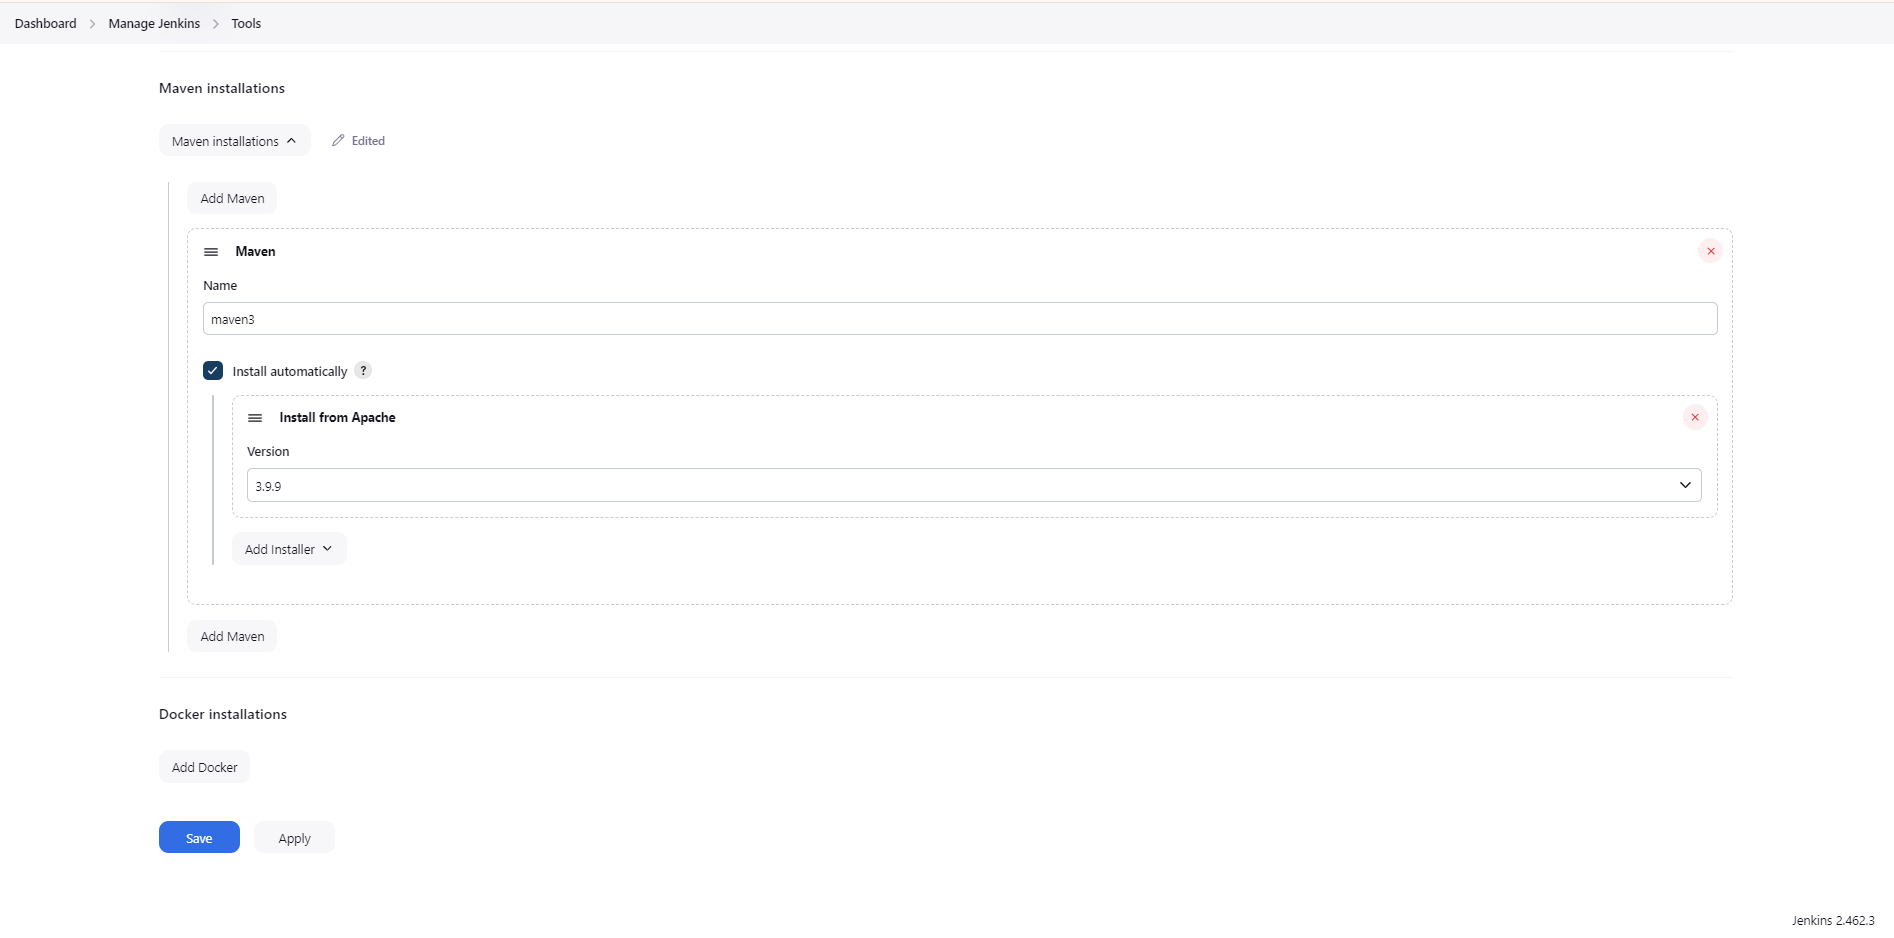 Dashboard > Manage Jenkins > Tools
Maven installations
Maven installations
Edited
Add Maven
Maven
Name
maven3
Install automatically ?
Install from Apache
Version
3.9.9
Add Installer
Add Maven
Docker installations
Add Docker
Save
Apply
Jenkins 2.462.3